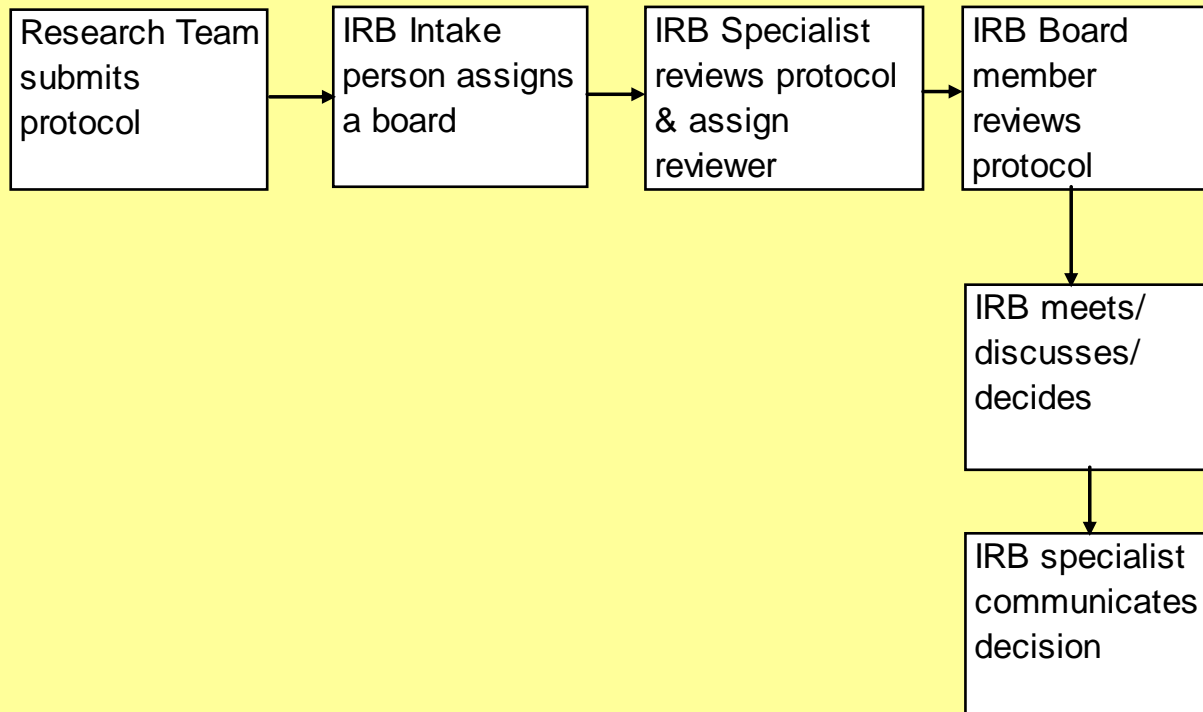 Research Team
submits
protocol
IRB Intake
person assigns
a board
IRB Specialist
reviews protocol
& assign
reviewer
IRB Board
member
reviews
protocol
IRB meets/
discusses/
decides
IRB specialist
communicates
decision